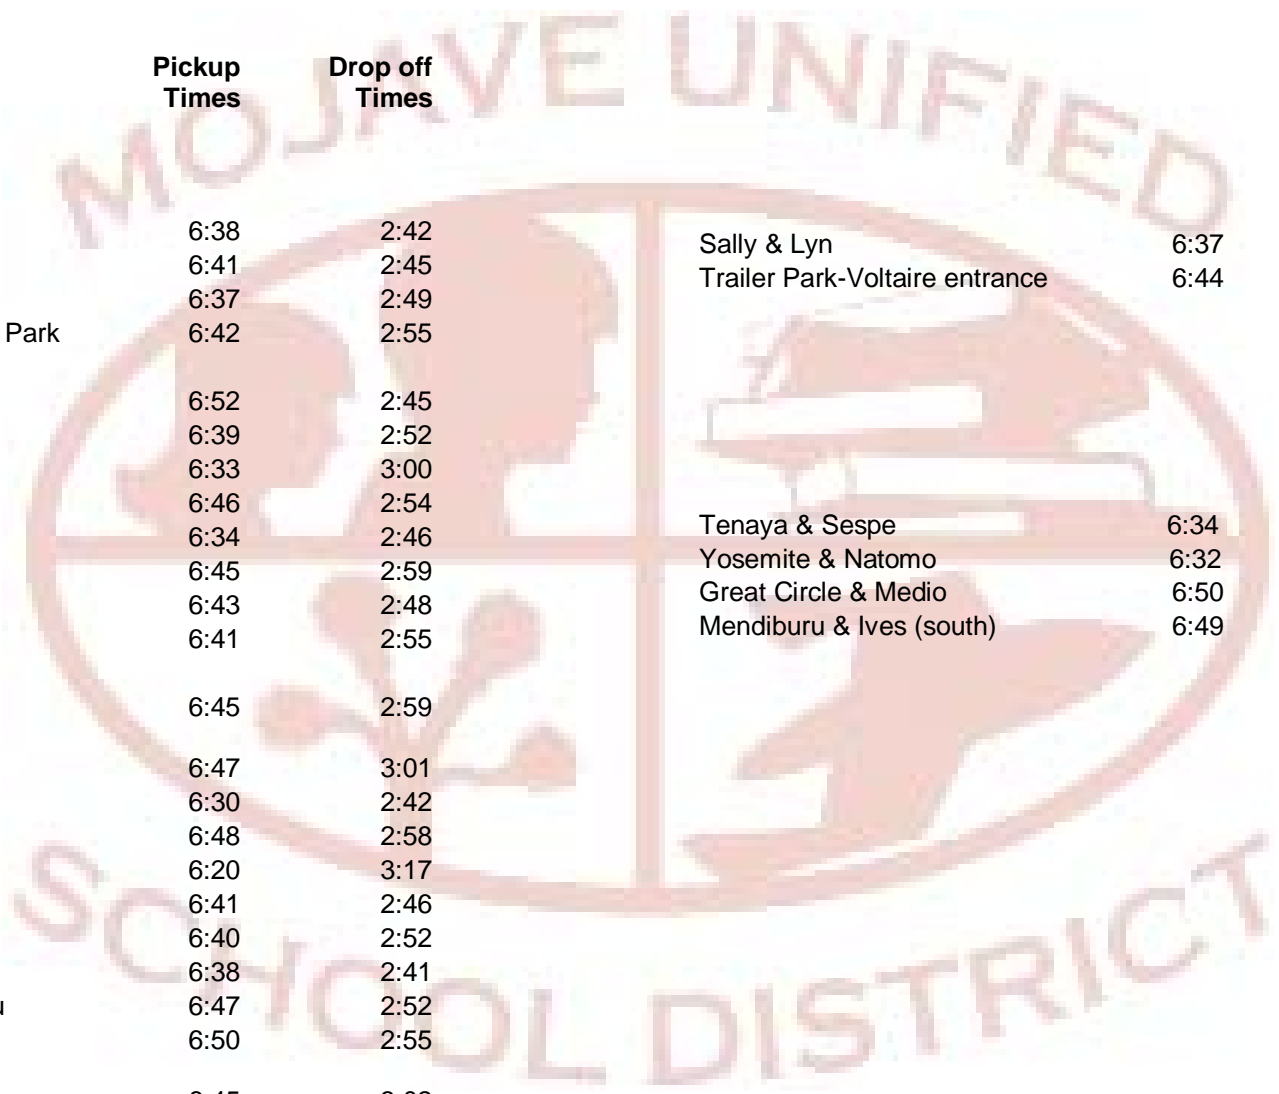 MOJAVE UNIFIED
Pickup Times Drop off Times
6:38 2:42
Sally & Lyn 6:37
6:41 2:45
Trailer Park-Voltaire entrance 6:44
6:37 2:49
Park 6:42 2:55
6:52 2:45
6:39 2:52
6:33 3:00
6:46 2:54
Tenaya & Sespe 6:34
6:34 2:46
Yosemite & Natomo 6:32
6:45 2:59
Great Circle & Medio 6:50
6:43 2:48
Mendiburu & Ives (south) 6:49
6:41 2:55
6:45 2:59
6:47 3:01
6:30 2:42
6:48 2:58
6:20 3:17
6:41 2:46
6:40 2:52
6:38 2:41
u 6:47 2:52
6:50 2:55
SCHOOL DISTRICT